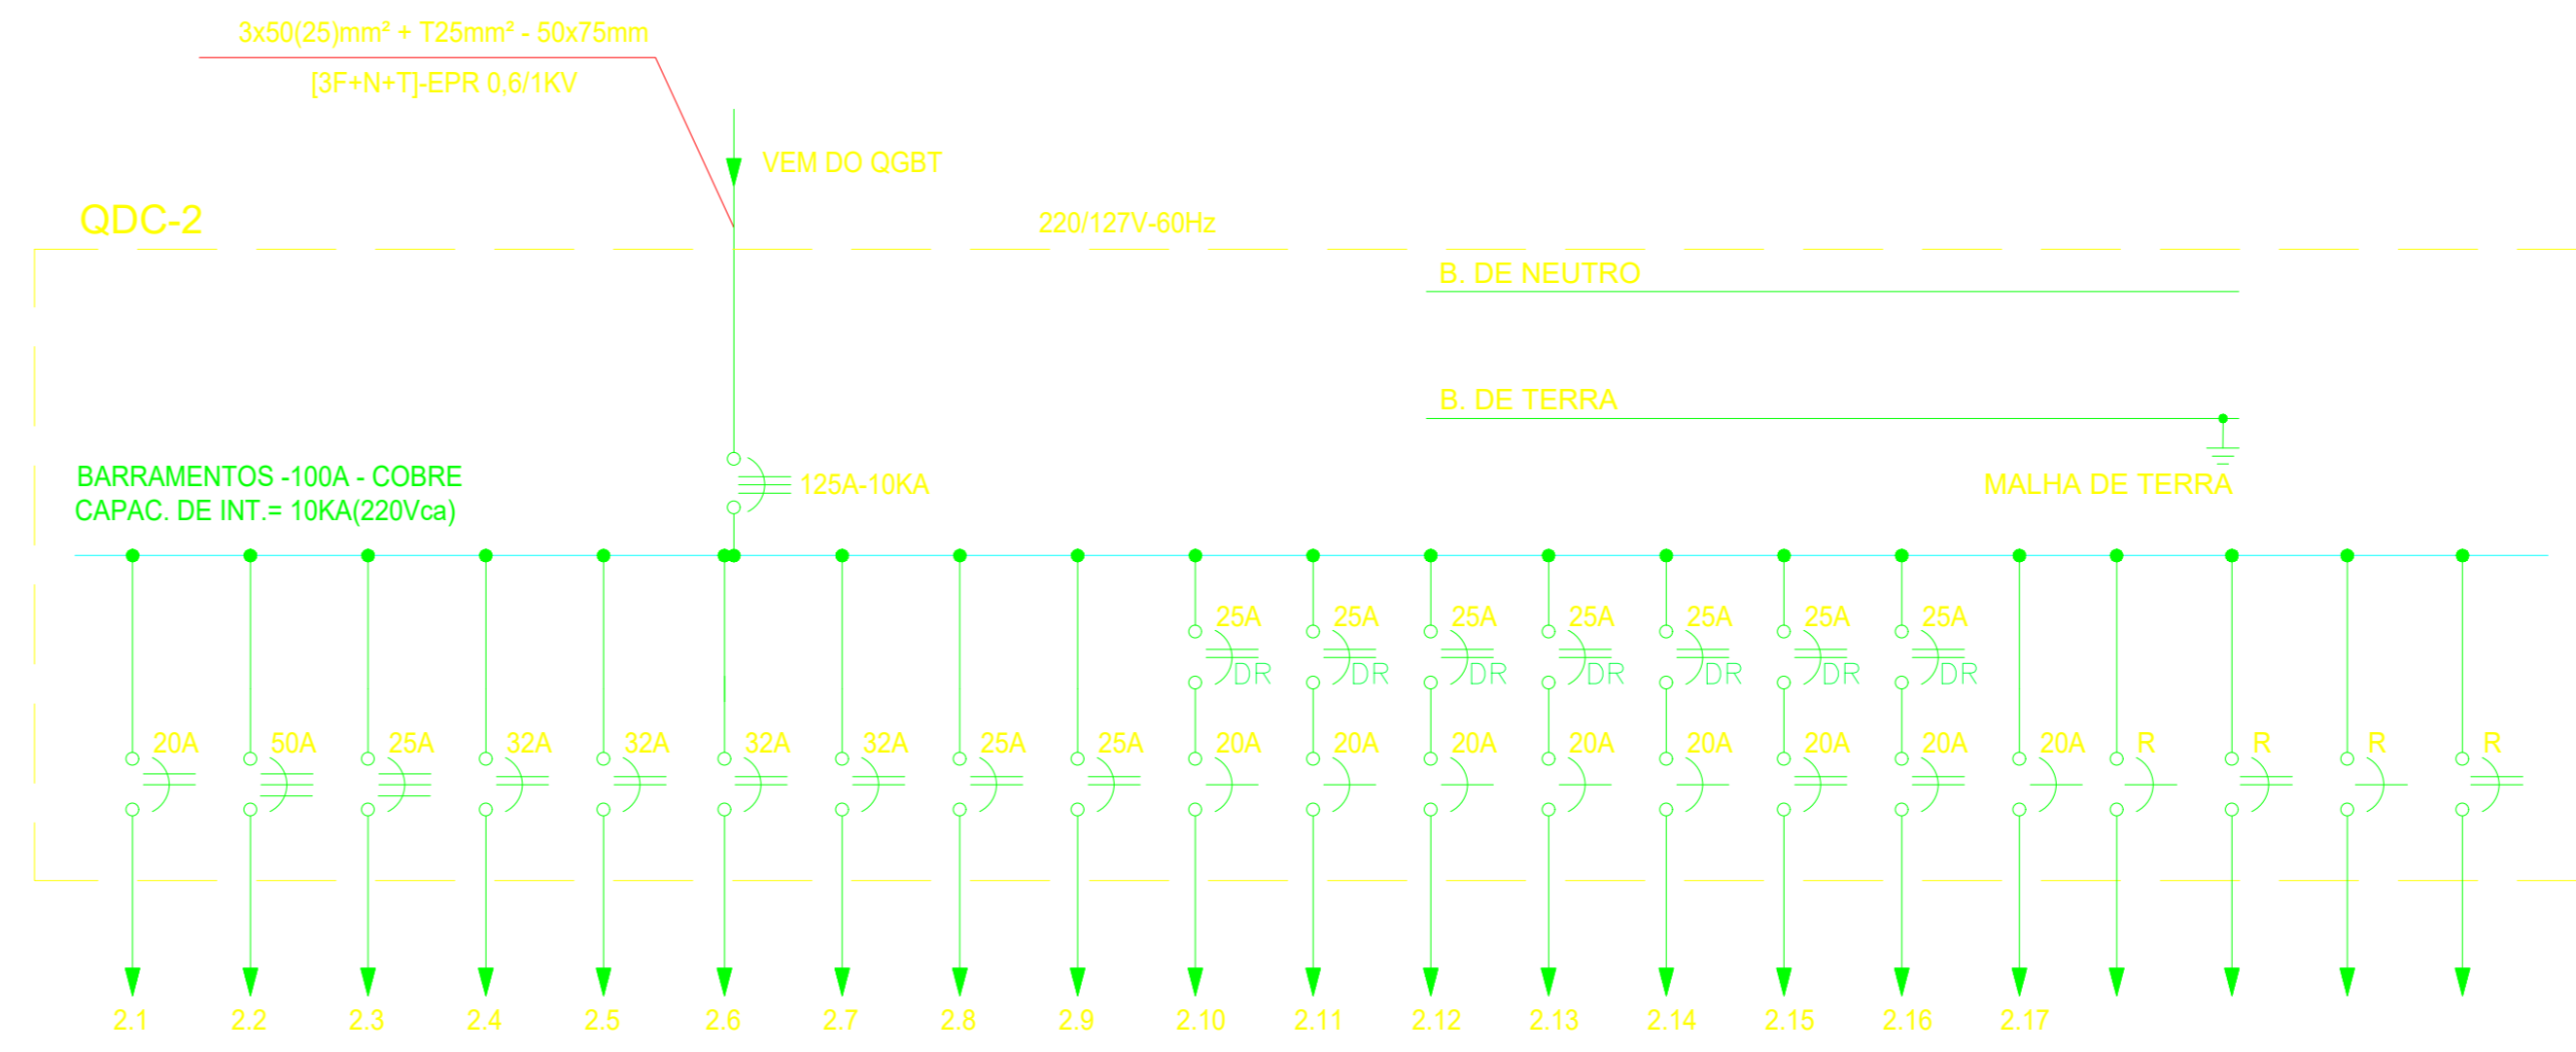 3x50(25)mm² + T25mm² - 50x75mm
[3F+N+T]-EPR 0,6/1KV
VEM DO QGBT
QDC-2
220/127V-60Hz
B. DE NEUTRO
B. DE TERRA
BARRAMENTOS -100A - COBRE
CAPAC. DE INT.= 10KA(220Vca)
125A-10KA
MALHA DE TERRA
25A 25A 25A 25A 25A 25A 25A
DR DR DR DR DR DR DR
20A 50A 25A 32A 32A 32A 32A 25A 25A 20A 20A 20A 20A 20A 20A 20A 20A R R R R
2.1 2.2 2.3 2.4 2.5 2.6 2.7 2.8 2.9 2.10 2.11 2.12 2.13 2.14 2.15 2.16 2.17